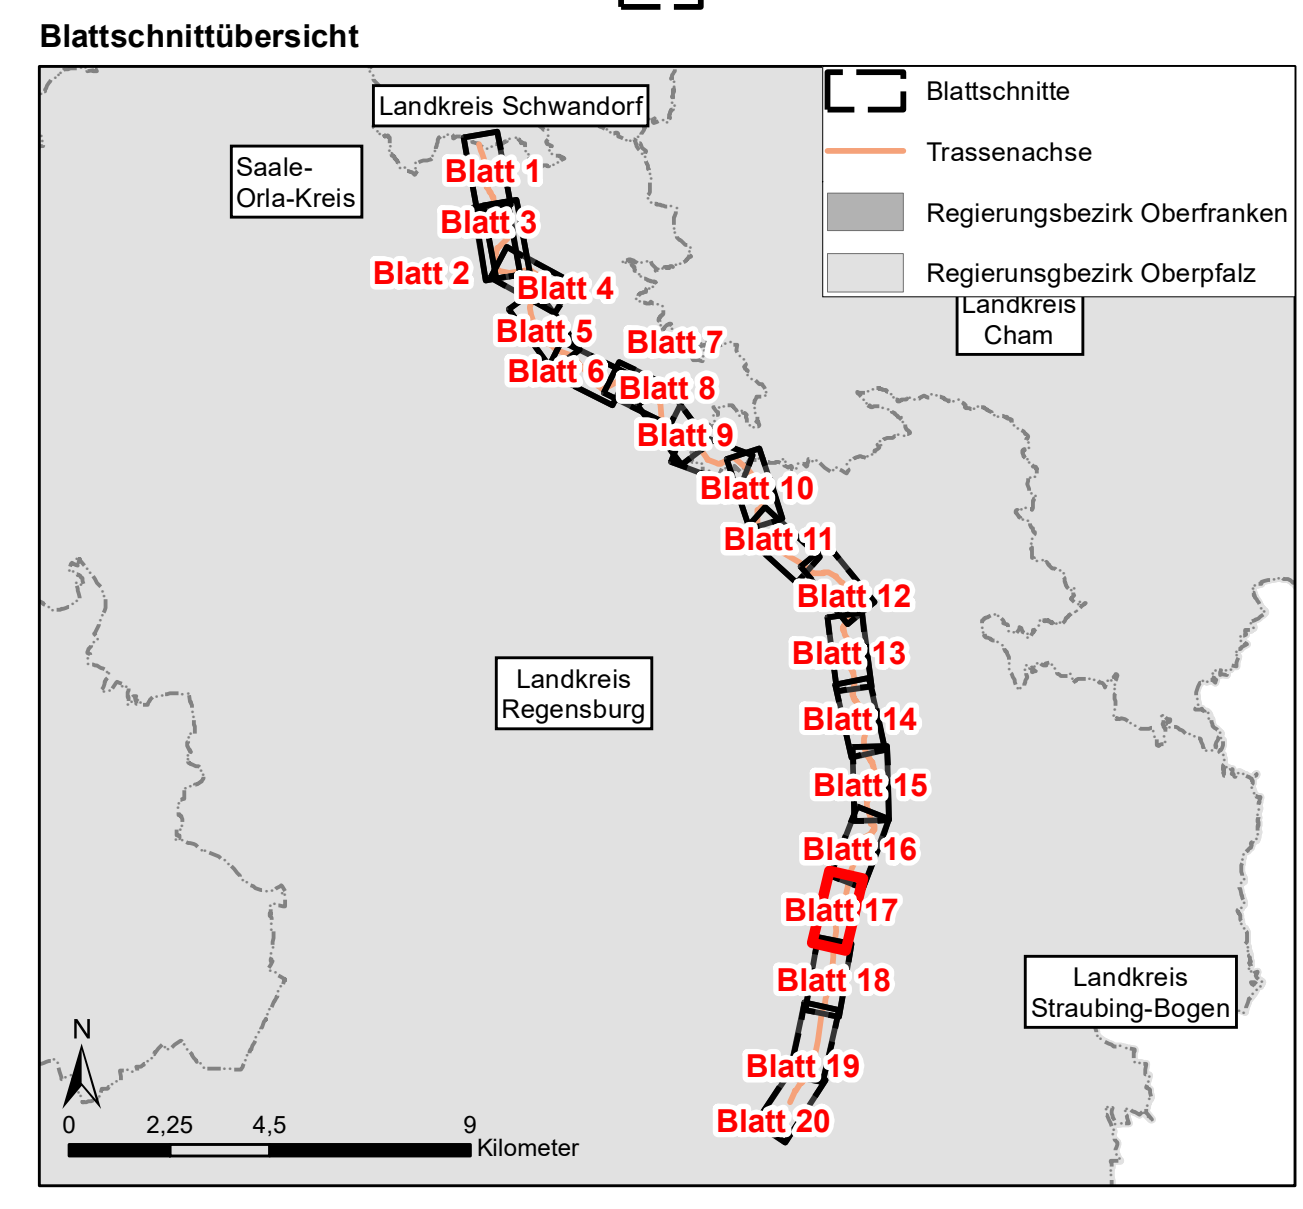 Blattschnittübersicht
Blattschnitte
Trassenachse
Regierungsbezirk Oberfranken
Regierunsgbezirk Oberpfalz
Landkreis Schwandorf
Saale-
Orla-Kreis
Landkreis
Cham
Blatt 1
Blatt 3
Blatt 2
Blatt 4
Blatt 5
Blatt 7
Blatt 6
Blatt 8
Blatt 9
Blatt 10
Blatt 11
Blatt 12
Blatt 13
Landkreis
Regensburg
Blatt 14
Blatt 15
Blatt 16
Blatt 17
Blatt 18
Landkreis
Straubing-Bogen
Blatt 19
Blatt 20
N
0 2,25 4,5 9
Kilometer